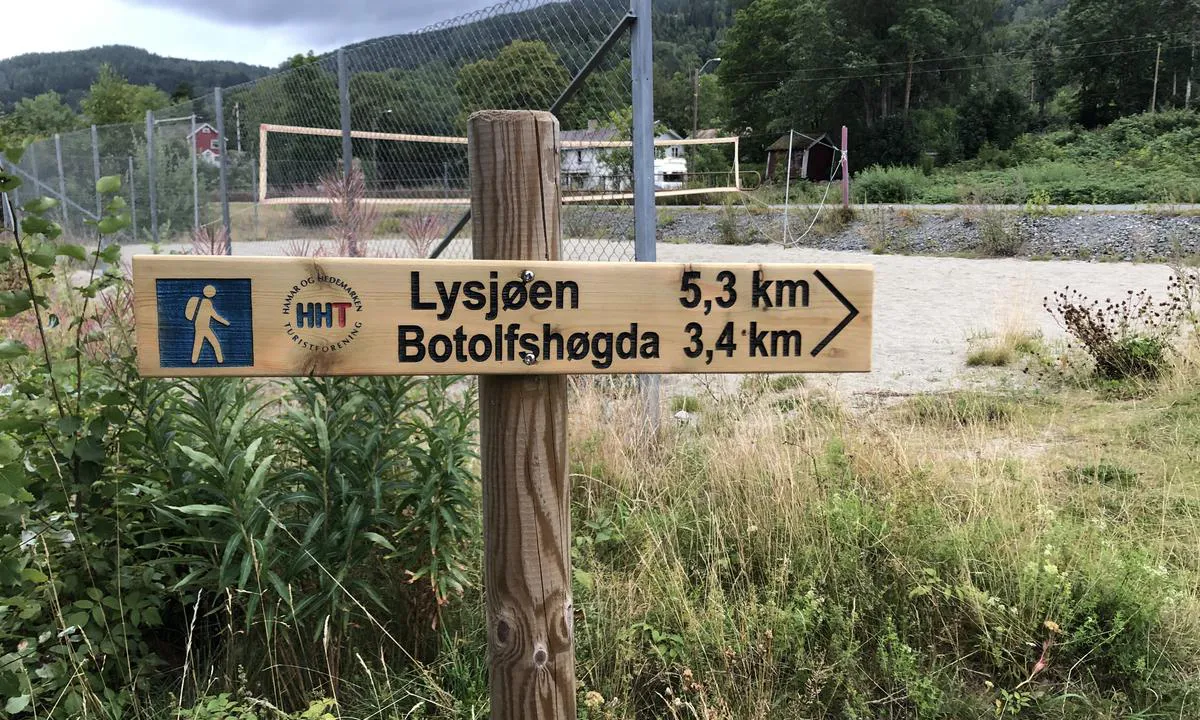 HAMAR OG HEDEMARKEN
HHT
TURISTFORENING
Lysjøen 5,3 km
Botolfshøgda 3,4 km